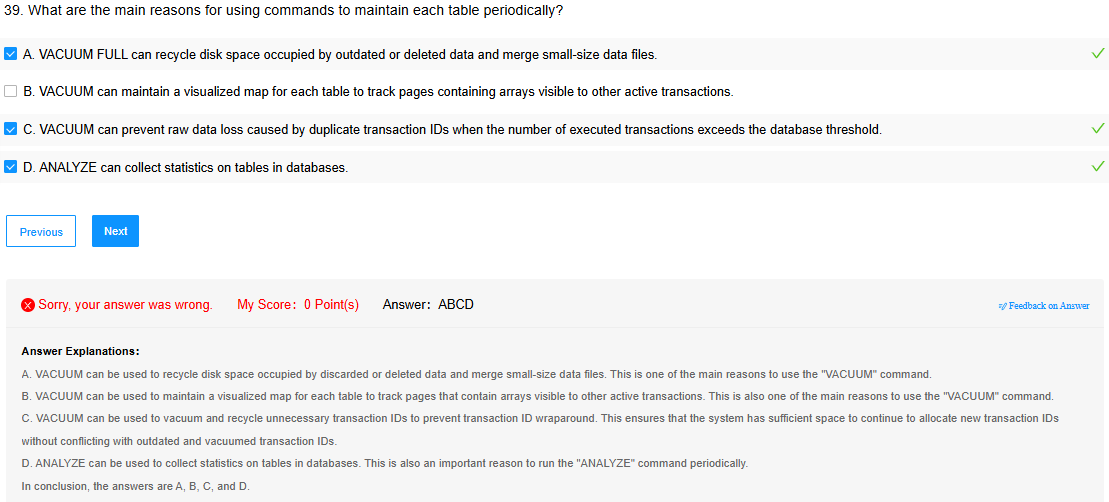 39. What are the main reasons for using commands to maintain each table periodically?
A. VACUUM FULL can recycle disk space occupied by outdated or deleted data and merge small-size data files.
B. VACUUM can maintain a visualized map for each table to track pages containing arrays visible to other active transactions.
C. VACUUM can prevent raw data loss caused by duplicate transaction IDs when the number of executed transactions exceeds the database threshold.
D. ANALYZE can collect statistics on tables in databases.
Previous Next
Sorry, your answer was wrong. My Score: 0 Point(s) Answer: ABCD
Feedback on Answer
Answer Explanations:
A. VACUUM can be used to recycle disk space occupied by discarded or deleted data and merge small-size data files. This is one of the main reasons to use the "VACUUM" command.
B. VACUUM can be used to maintain a visualized map for each table to track pages that contain arrays visible to other active transactions. This is also one of the main reasons to use the "VACUUM" command.
C. VACUUM can be used to vacuum and recycle unnecessary transaction IDs to prevent transaction ID wraparound. This ensures that the system has sufficient space to continue to allocate new transaction IDs
without conflicting with outdated and vacuumed transaction IDs.
D. ANALYZE can be used to collect statistics on tables in databases. This is also an important reason to run the "ANALYZE" command periodically.
In conclusion, the answers are A, B, C, and D.